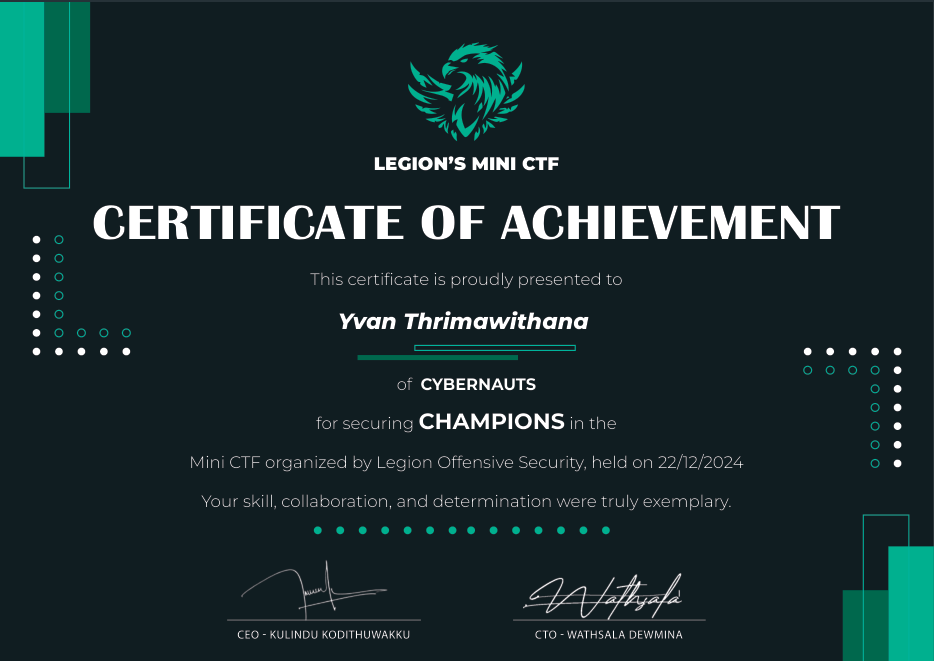 LEGION'S MINI CTF
CERTIFICATE OF ACHIEVEMENT
This certificate is proudly presented to
Yvan Thrimawithana
of CYBERNAUTS
for securing CHAMPIONS in the
Mini CTF organized by Legion Offensive Security, held on 22/12/2024
Your skill, collaboration, and determination were truly exemplary.
Wathsala
CEO - KULINDU KODITHUWAKKU
CTO - WATHSALA DEWMINA